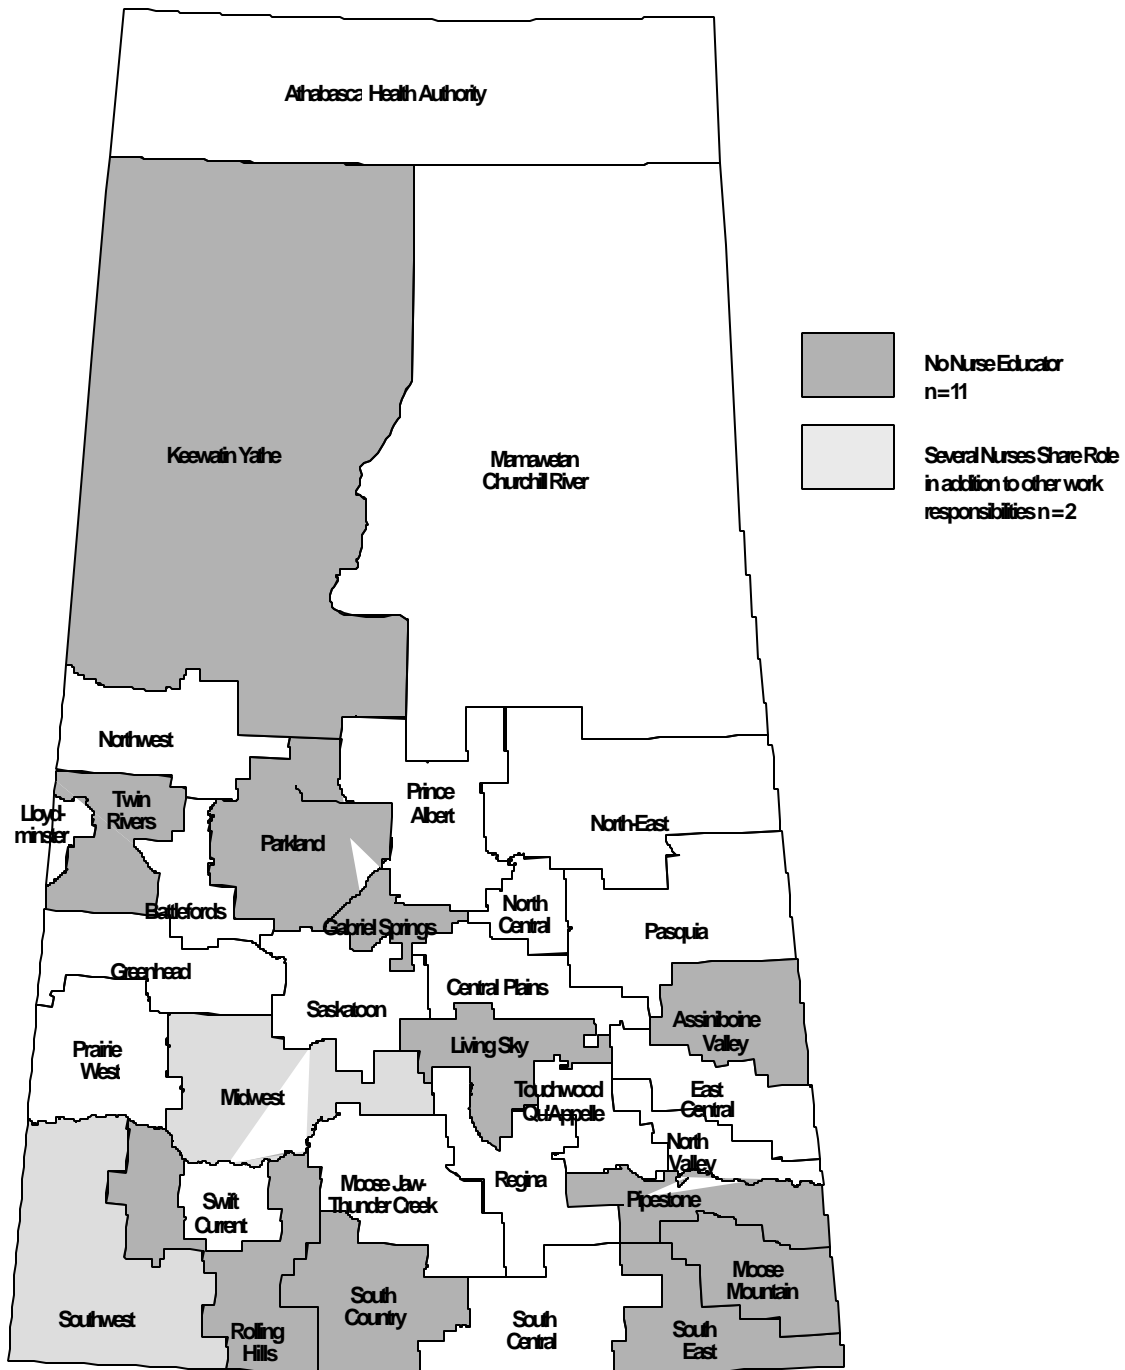 Athabasca Health Authority
No Nurse Educator
n = 11
Keewatin Yathe
Mamawetan
Churchill River
Several Nurses Share Role
in addition to other work
responsibilities n = 2
Northwest
Twin
Rivers
Lloyd-
minster
Prince
Albert
North-East
Parkland
Battlefords
Gabriel Springs
North
Central
Pasquia
Greenhead
Central Plains
Saskatoon
Assiniboine
Valley
Prairie
West
Living Sky
Midwest
Touchwood
Qu'Appelle
East
Central
North
Valley
Regina
Pipestone
Swift
Current
Moose Jaw-
Thunder Creek
Moose
Mountain
Southwest
South
Country
Rolling
Hills
South
Central
South
East